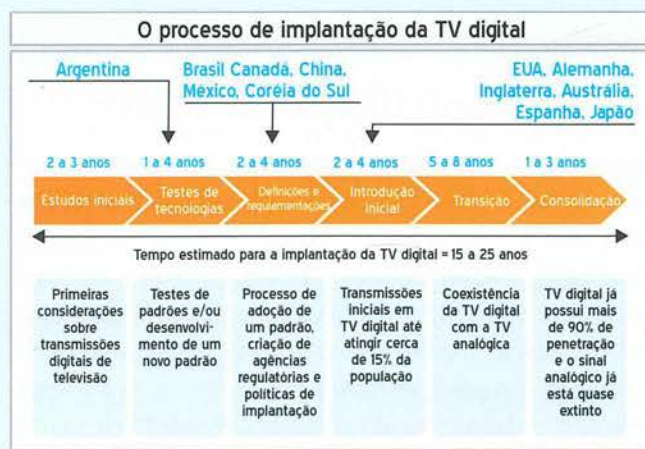 O processo de implantação da TV digital
Argentina
Brasil Canadá, China,
México, Coréia do Sul
EUA, Alemanha,
Inglaterra, Austrália,
Espanha, Japão
2 a 3 anos
1 a 4 anos
2 a 4 anos
2 a 4 anos
5 a 8 anos
1 a 3 anos
Estudos iniciais
Testes de
tecnologias
Definições e
regulamentações
Introdução
inicial
Transição
Consolidação
Tempo estimado para a implantação da TV digital = 15 a 25 anos
Primeiras
considerações
sobre
transmissões
digitais de
televisão
Testes de
padrões e/ou
desenvolvi-
mento de um
novo padrão
Processo de
adoção de
um padrão,
criação de
agências
regulatórias e
políticas de
implantação
Transmissões
iniciais em
TV digital até
atingir cerca
de 15% da
população
Coexistência
da TV digital
com a TV
analógica
TV digital já
possui mais
de 90% de
penetração
e o sinal
analógico já
está quase
extinto